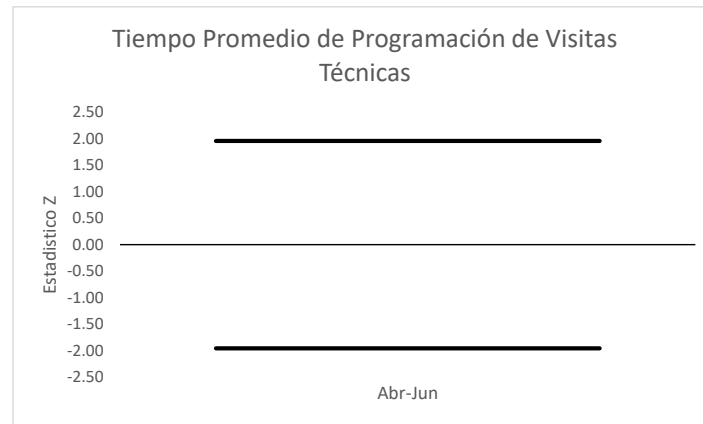 Tiempo Promedio de Programación de Visitas
Técnicas
Estadistico Z
2.50
2.00
1.50
1.00
0.50
0.00
-0.50
-1.00
-1.50
-2.00
-2.50
Abr-Jun